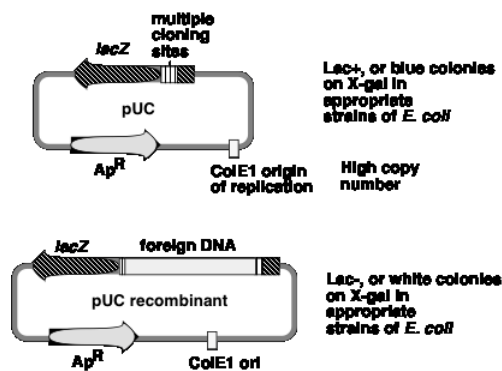 multiple
cloning
sites
lacZ
pUC
Ap^R
ColE1 origin
of replication
Lac+, or blue colonies
on X-gal in
appropriate
strains of E. coli
High copy
number
lacZ
foreign DNA
pUC recombinant
Ap^R
ColE1 ori
Lac-, or white colonies
on X-gal in
appropriate
strains of E. coli